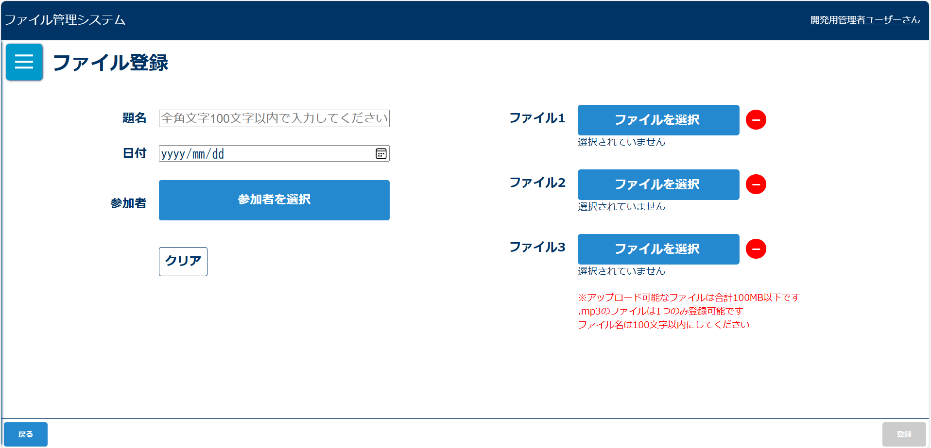 ファイル管理システム
開発用管理者ユーザーさん
ファイル登録
題名
全角文字100文字以内で入力してください
日付
yyyy/mm/dd
参加者
参加者を選択
クリア
ファイル1
ファイルを選択
選択されていません
ファイル2
ファイルを選択
選択されていません
ファイル3
ファイルを選択
選択されていません
※アップロード可能なファイルは合計100MB以下です
.mp3のファイルは1つのみ登録可能です
ファイル名は100文字以内にしてください
戻る
登録